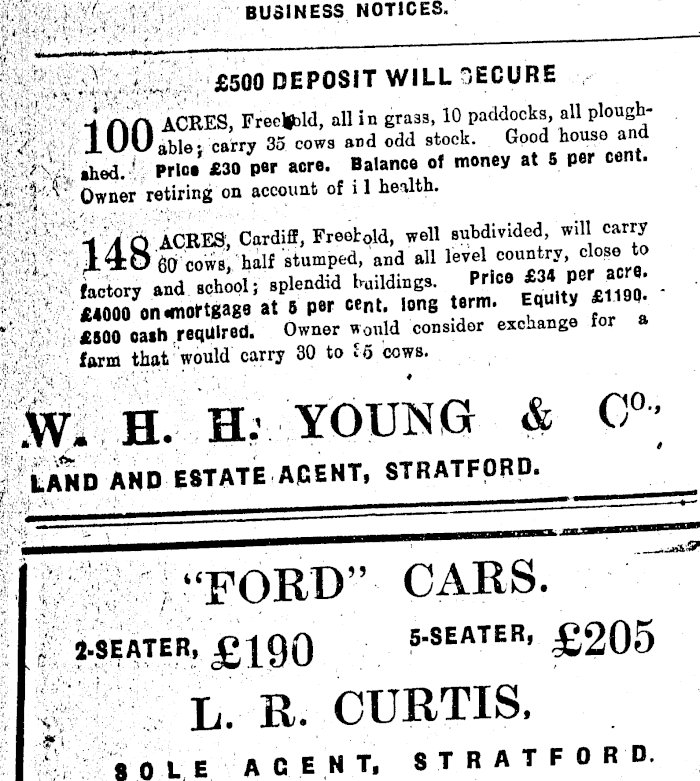 BUSINESS NOTICES.
£500 DEPOSIT WILL SECURE
100 ACRES, Freehold, all in grass, 10 paddocks, all plough-
able; carry 35 cows and odd stock. Good house and
shed. Price £30 per acre. Balance of money at 5 per cent.
Owner retiring on account of ill health.
148 ACRES, Cardiff, Freehold, well subdivided, will carry
60 cows, half stumped, and all level country, close to
factory and school; splendid buildings. Price £34 per acre.
£4000 on mortgage at 5 per cent. long term. Equity £1190.
£500 cash required. Owner would consider exchange for a
farm that would carry 30 to 35 cows.
W. H. H. YOUNG & Co.,
LAND AND ESTATE AGENT, STRATFORD.
"FORD" CARS.
2-SEATER, £190 5-SEATER, £205
L. R. CURTIS,
SOLE AGENT, STRATFORD.